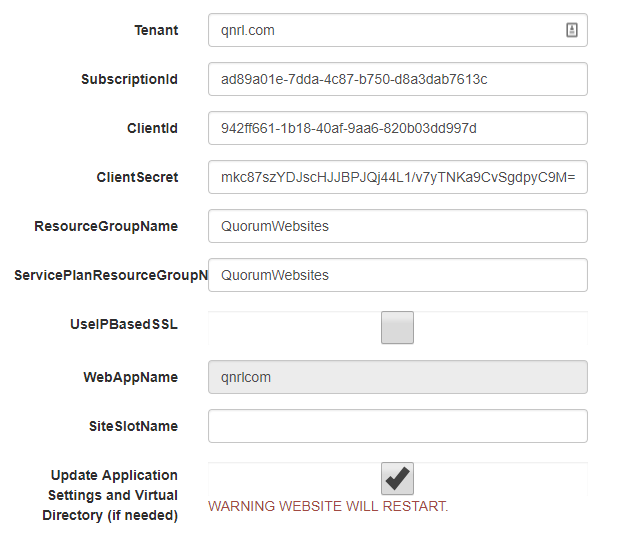 Tenant qnrl.com
SubscriptionId ad89a01e-7dda-4c87-b750-d8a3dab7613c
ClientId 942ff661-1b18-40af-9aa6-820b03dd997d
ClientSecret mkc87szYDJscHJJBPJQj44L1/v7yTNKa9CvSgdpyC9M=
ResourceGroupName QuorumWebsites
ServicePlanResourceGroupN QuorumWebsites
UseIPBasedSSL
WebAppName qnrlcom
SiteSlotName
Update Application
Settings and Virtual
Directory (if needed)
WARNING WEBSITE WILL RESTART.